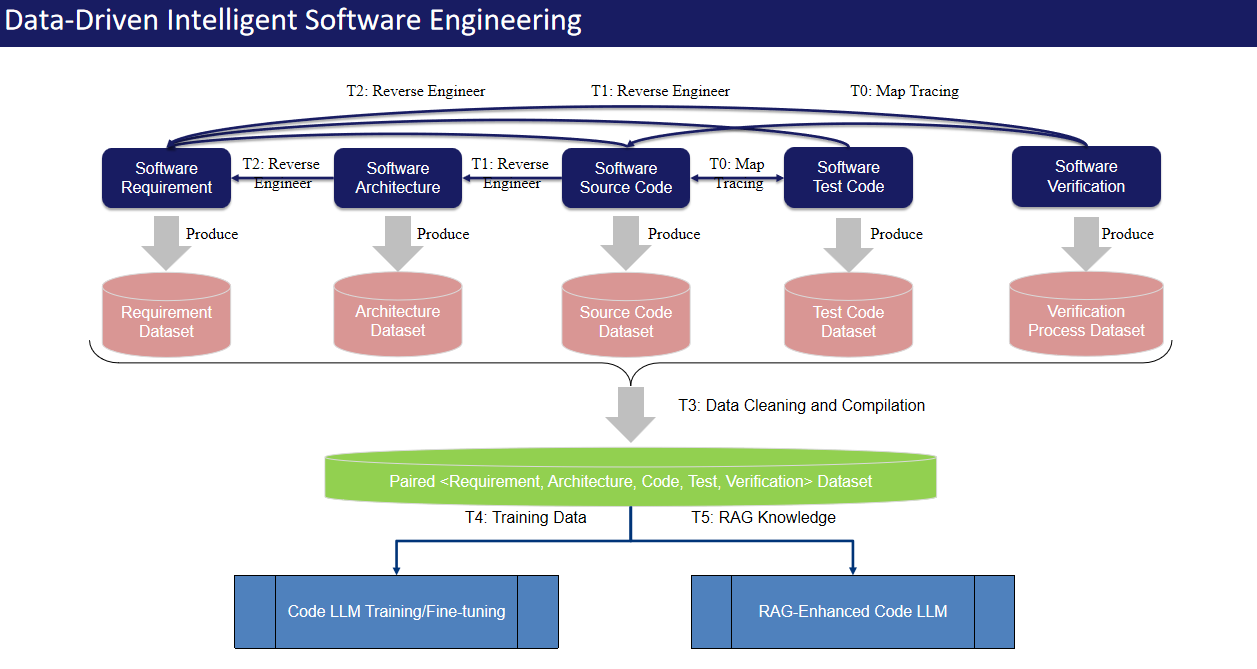 Data-Driven Intelligent Software Engineering
T2: Reverse Engineer
T1: Reverse Engineer
T0: Map Tracing
Software
Requirement
T2: Reverse
Engineer
Software
Architecture
T1: Reverse
Engineer
Software
Source Code
T0: Map
Tracing
Software
Test Code
Software
Verification
Produce
Produce
Produce
Produce
Produce
Requirement
Dataset
Architecture
Dataset
Source Code
Dataset
Test Code
Dataset
Verification
Process Dataset
T3: Data Cleaning and Compilation
Paired <Requirement, Architecture, Code, Test, Verification> Dataset
T4: Training Data
T5: RAG Knowledge
Code LLM Training/Fine-tuning
RAG-Enhanced Code LLM